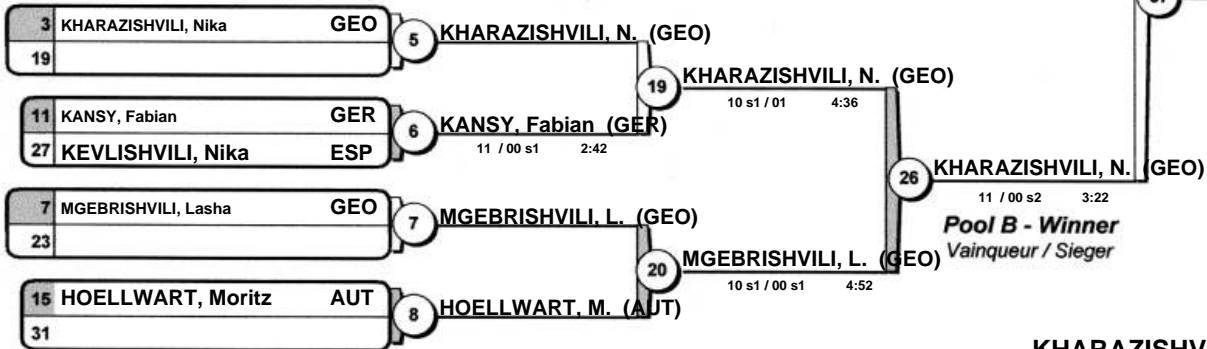 3 KHARAZISHVILI, Nika GEO
19
5 KHARAZISHVILI, N. (GEO)
19 KHARAZISHVILI, N. (GEO)
10 s1 / 01 4:36
11 KANSY, Fabian GER
27 KEVLISHVILI, Nika ESP
6 KANSY, Fabian (GER)
11 / 00 s1 2:42
26 KHARAZISHVILI, N. (GEO)
11 / 00 s2 3:22
Pool B - Winner
Vainqueur / Sieger
7 MGEBRISHVILI, Lasha GEO
23
7 MGEBRISHVILI, L. (GEO)
20 MGEBRISHVILI, L. (GEO)
10 s1 / 00 s1 4:52
15 HOELLWART, Moritz AUT
31
8 HOELLWART, M. (AUT)